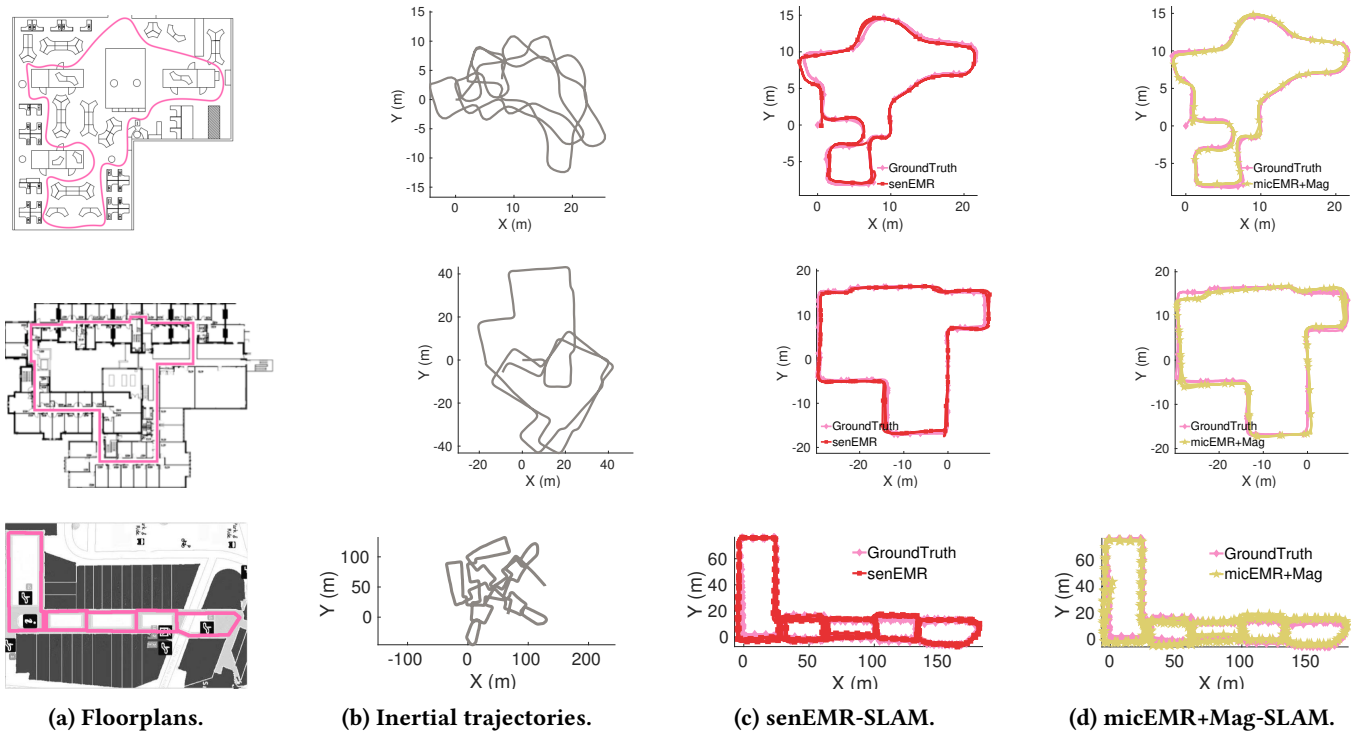 15
10
5
0
-5
-10
-15
Y (m)
0
10
20
X (m)
15
10
5
0
-5
Y (m)
0
10
20
X (m)
GroundTruth
senEMR
15
10
5
0
-5
Y (m)
0
10
20
X (m)
GroundTruth
micEMR+Mag
40
20
0
-20
-40
Y (m)
-20
0
20
40
X (m)
20
10
0
-10
-20
Y (m)
-20
-10
0
X (m)
GroundTruth
senEMR
20
10
0
-10
-20
Y (m)
-20
-10
0
X (m)
GroundTruth
micEMR+Mag
100
50
0
Y (m)
-100
0
100
200
X (m)
60
40
20
0
Y (m)
0
50
100
150
X (m)
GroundTruth
senEMR
60
40
20
0
Y (m)
0
50
100
150
X (m)
GroundTruth
micEMR+Mag
(a) Floorplans.
(b) Inertial trajectories.
(c) senEMR-SLAM.
(d) micEMR+Mag-SLAM.